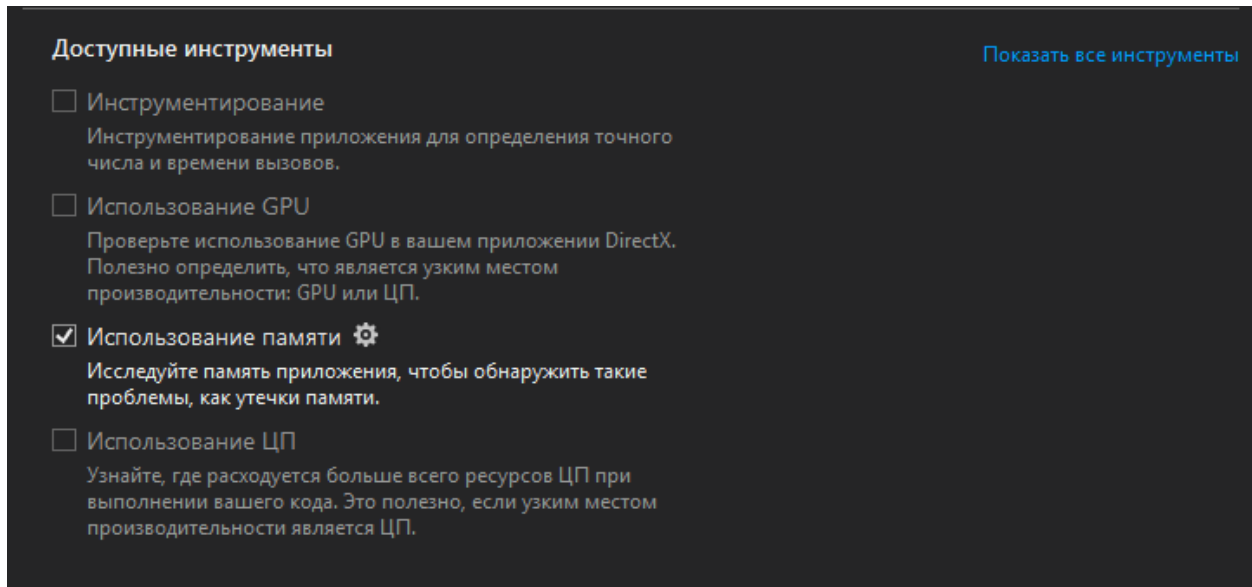 Доступные инструменты
Показать все инструменты
Инструментирование
Инструментирование приложения для определения точного
числа и времени вызовов.
Использование GPU
Проверьте использование GPU в вашем приложении DirectX.
Полезно определить, что является узким местом
производительности: GPU или ЦП.
Использование памяти
Исследуйте память приложения, чтобы обнаружить такие
проблемы, как утечки памяти.
Использование ЦП
Узнайте, где расходуется больше всего ресурсов ЦП при
выполнении вашего кода. Это полезно, если узким местом
производительности является ЦП.